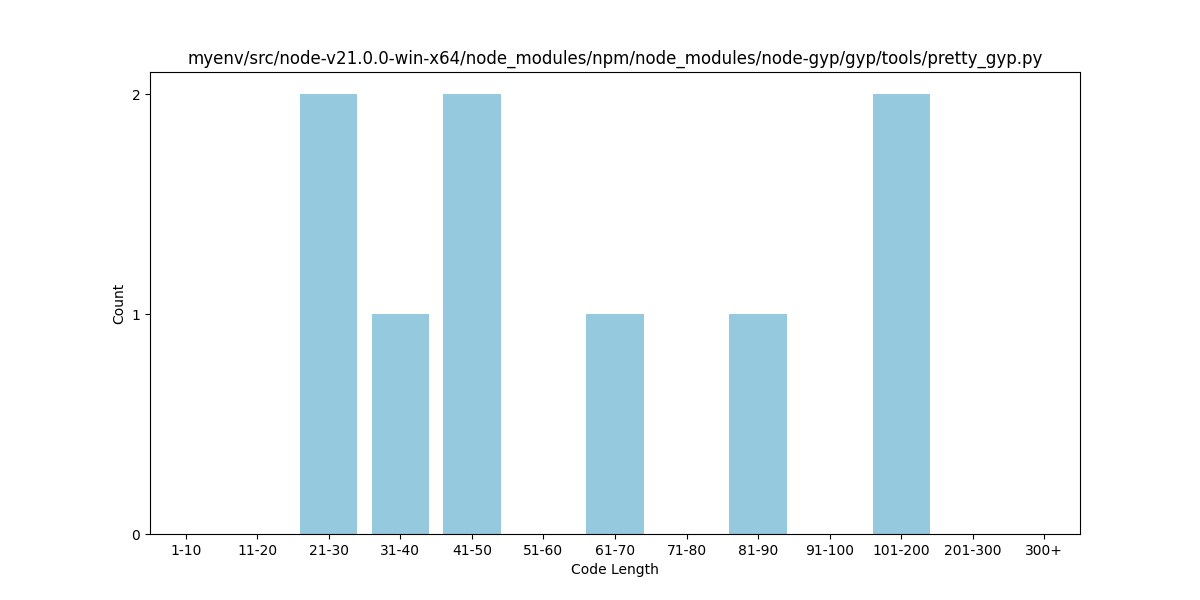 myenv/src/node-v21.0.0-win-x64/node_modules/npm/node_modules/node-gyp/gyp/tools/pretty_gyp.py
2
1
0
Count
1-10 11-20 21-30 31-40 41-50 51-60 61-70 71-80 81-90 91-100 101-200 201-300 300+
Code Length